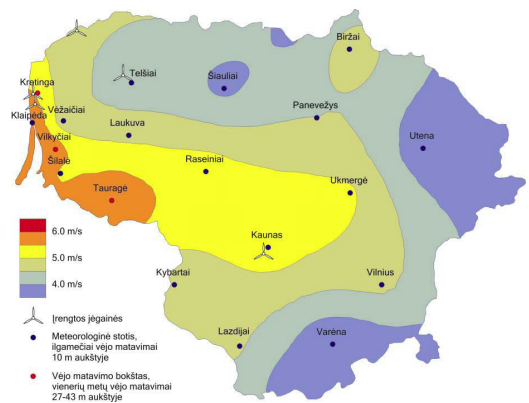 Biržai
Telšiai
Šiauliai
Kretinga
Panevėžys
Klaipėda
Vėžaičiai
Laukuva
Vilkyčiai
Utena
Šilalė
Raseiniai
Tauragė
Ukmergė
Kaunas
Kybartai
Vilnius
Lazdijai
Varėna
6.0 m/s
5.0 m/s
4.0 m/s
Įrengtos jėgainės
Meteorologinė stotis,
ilgamečiai vėjo matavimai
10 m aukštyje
Vėjo matavimo bokštas,
vienerių metų vėjo matavimai
27-43 m aukštyje